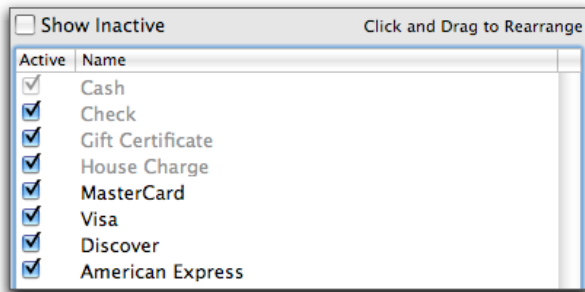 Show Inactive Click and Drag to Rearrange
Active Name
Cash
Check
Gift Certificate
House Charge
MasterCard
Visa
Discover
American Express